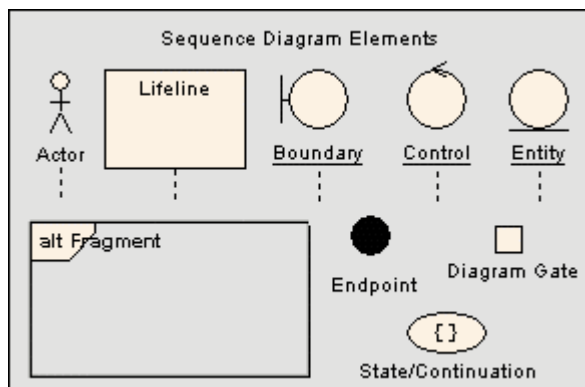 Sequence Diagram Elements
Lifeline
Actor
Boundary
Control
Entity
alt Fragment
Endpoint
Diagram Gate
{}
State/Continuation